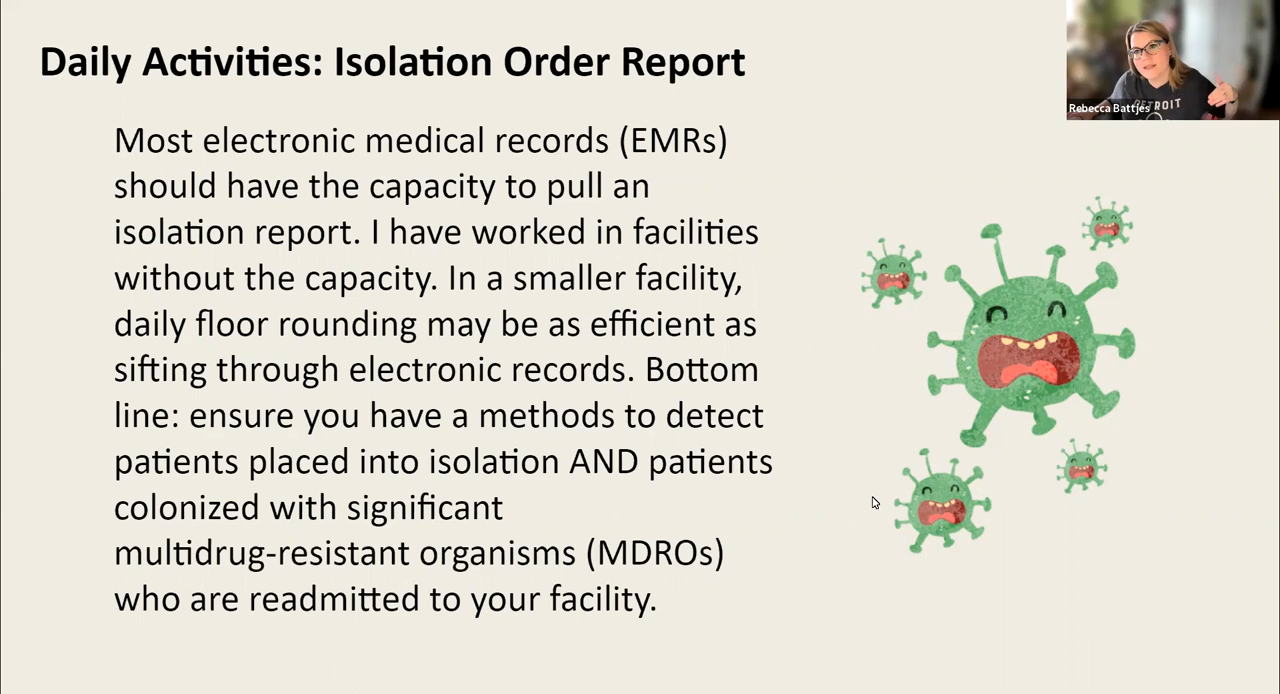 Daily Activities: Isolation Order Report
Rebecca Battjes
ETROIT
Most electronic medical records (EMRs)
should have the capacity to pull an
isolation report. I have worked in facilities
without the capacity. In a smaller facility,
daily floor rounding may be as efficient as
sifting through electronic records. Bottom
line: ensure you have a methods to detect
patients placed into isolation AND patients
colonized with significant
multidrug-resistant organisms (MDROs)
who are readmitted to your facility.